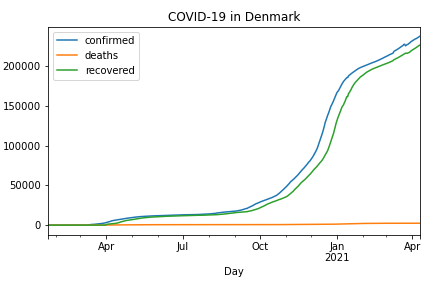 COVID-19 in Denmark
confirmed
deaths
recovered
200000
150000
100000
50000
0
Apr Jul Oct Jan Apr
2021
Day